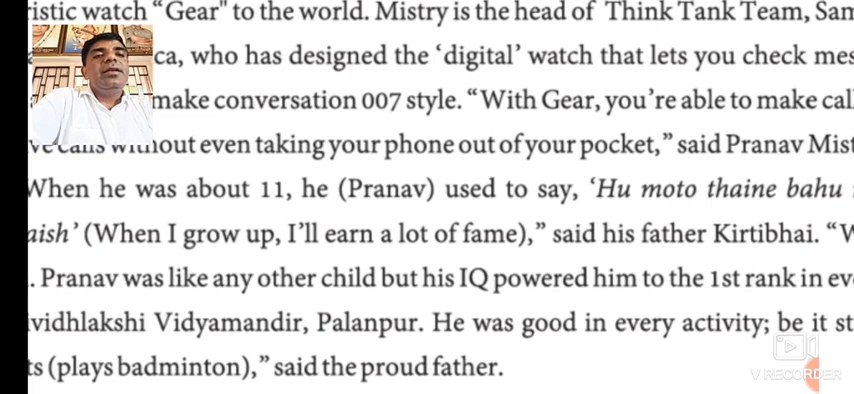 ristic watch “Gear" to the world. Mistry is the head of Think Tank Team, Sam
ca, who has designed the ‘digital’ watch that lets you check mes
make conversation 007 style. “With Gear, you’re able to make cal
out even taking your phone out of your pocket,” said Pranav Mist
When he was about 11, he (Pranav) used to say, ‘Hu moto thaine bahu
aish’ (When I grow up, I’ll earn a lot of fame),” said his father Kirtibhai. “W
. Pranav was like any other child but his IQ powered him to the 1st rank in ev
ividhlakshi Vidyamandir, Palanpur. He was good in every activity; be it st
ts (plays badminton),” said the proud father.
V RECORDER